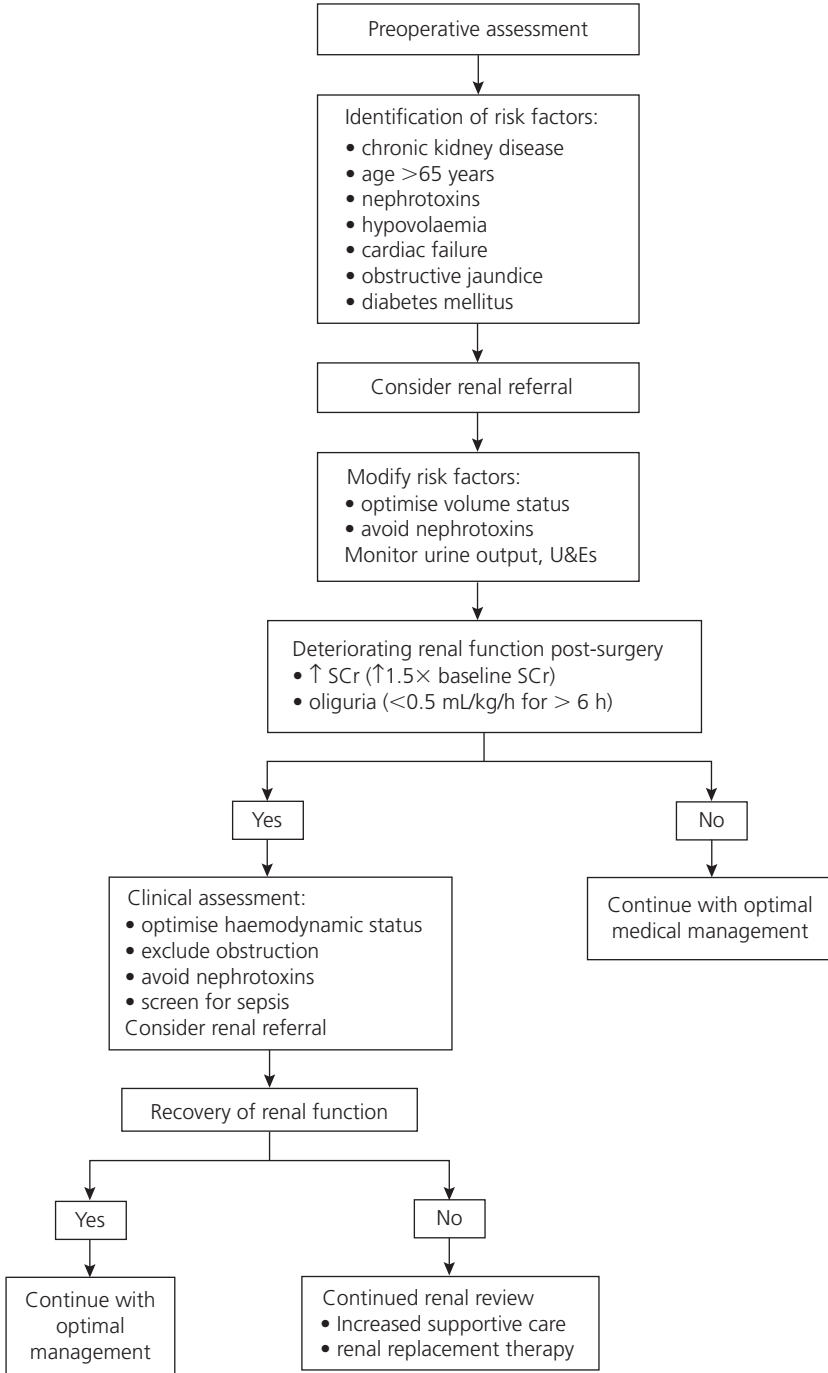 Preoperative assessment
Identification of risk factors:
• chronic kidney disease
• age >65 years
• nephrotoxins
• hypovolaemia
• cardiac failure
• obstructive jaundice
• diabetes mellitus
Consider renal referral
Modify risk factors:
• optimise volume status
• avoid nephrotoxins
Monitor urine output, U&Es
Deteriorating renal function post-surgery
• ↑ SCr (↑1.5× baseline SCr)
• oliguria (<0.5 mL/kg/h for > 6 h)
Yes
No
Clinical assessment:
• optimise haemodynamic status
• exclude obstruction
• avoid nephrotoxins
• screen for sepsis
Consider renal referral
Continue with optimal
medical management
Recovery of renal function
Yes
No
Continue with
optimal
management
Continued renal review
• Increased supportive care
• renal replacement therapy